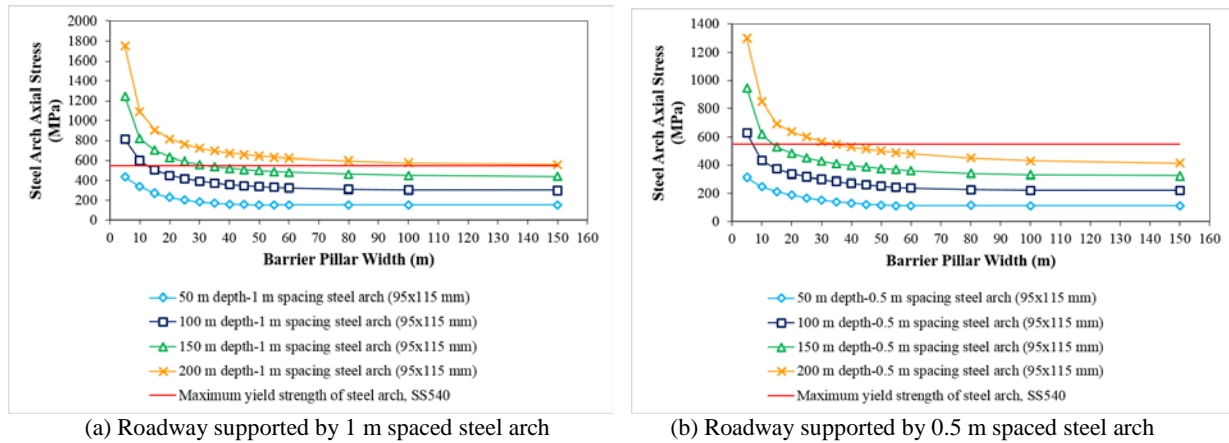 2000
1800
1600
1400
1200
1000
800
600
400
200
0
Steel Arch Axial Stress
(MPa)
0 10 20 30 40 50 60 70 80 90 100 110 120 130 140 150 160
Barrier Pillar Width (m)
50 m depth-1 m spacing steel arch (95x115 mm)
100 m depth-1 m spacing steel arch (95x115 mm)
150 m depth-1 m spacing steel arch (95x115 mm)
200 m depth-1 m spacing steel arch (95x115 mm)
Maximum yield strength of steel arch, SS540
(a) Roadway supported by 1 m spaced steel arch
1400
1200
1000
800
600
400
200
0
Steel Arch Axial Stress
(MPa)
0 10 20 30 40 50 60 70 80 90 100 110 120 130 140 150 160
Barrier Pillar Width (m)
50 m depth-0.5 m spacing steel arch (95x115 mm)
100 m depth-0.5 m spacing steel arch (95x115 mm)
150 m depth-0.5 m spacing steel arch (95x115 mm)
200 m depth-0.5 m spacing steel arch (95x115 mm)
Maximum yield strength of steel arch, SS540
(b) Roadway supported by 0.5 m spaced steel arch